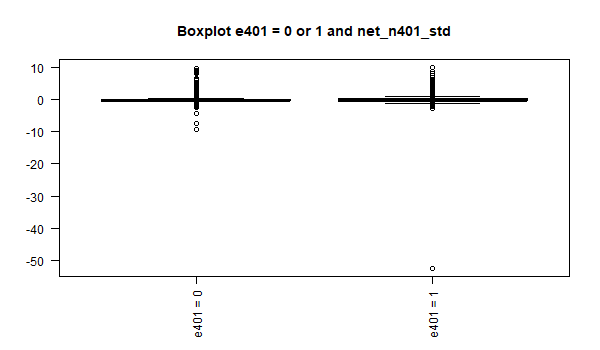 Boxplot e401 = 0 or 1 and net_n401_std
10
0
-10
-20
-30
-40
-50
e401 = 0
e401 = 1